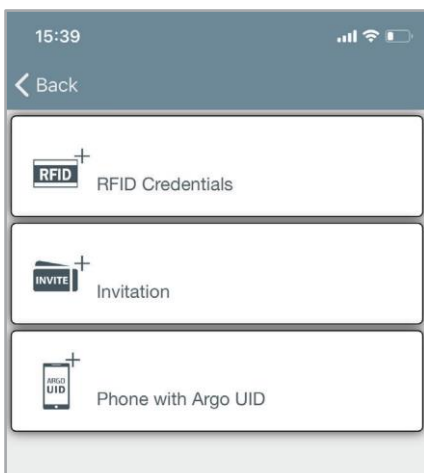 15:39
Back
RFID
RFID Credentials
INVITE
Invitation
ARGO
UID
Phone with Argo UID